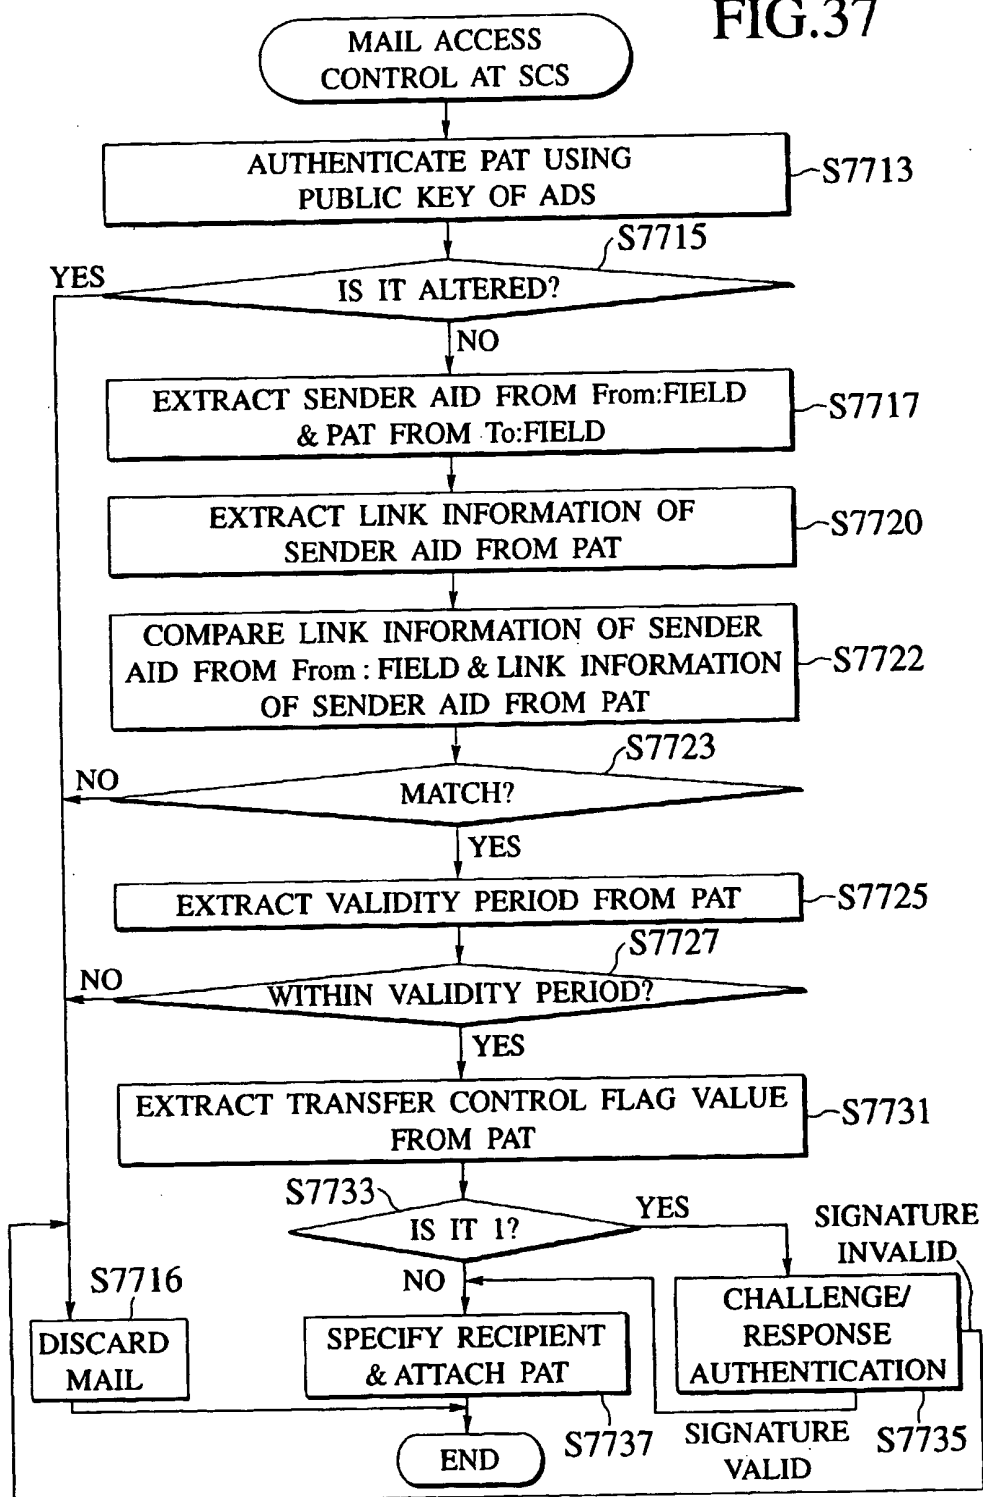 FIG.37
MAIL ACCESS
CONTROL AT SCS
AUTHENTICATE PAT USING
PUBLIC KEY OF ADS
S7713
S7715
YES
IS IT ALTERED?
NO
EXTRACT SENDER AID FROM From:FIELD
& PAT FROM To:FIELD
S7717
EXTRACT LINK INFORMATION OF
SENDER AID FROM PAT
S7720
COMPARE LINK INFORMATION OF SENDER
AID FROM From : FIELD & LINK INFORMATION
OF SENDER AID FROM PAT
S7722
S7723
NO
MATCH?
YES
EXTRACT VALIDITY PERIOD FROM PAT
S7725
S7727
NO
WITHIN VALIDITY PERIOD?
YES
EXTRACT TRANSFER CONTROL FLAG VALUE
FROM PAT
S7731
S7733
IS IT 1?
YES
SIGNATURE
INVALID
NO
S7716
DISCARD
MAIL
SPECIFY RECIPIENT
& ATTACH PAT
CHALLENGE/
RESPONSE
AUTHENTICATION
S7737
SIGNATURE
VALID
S7735
END